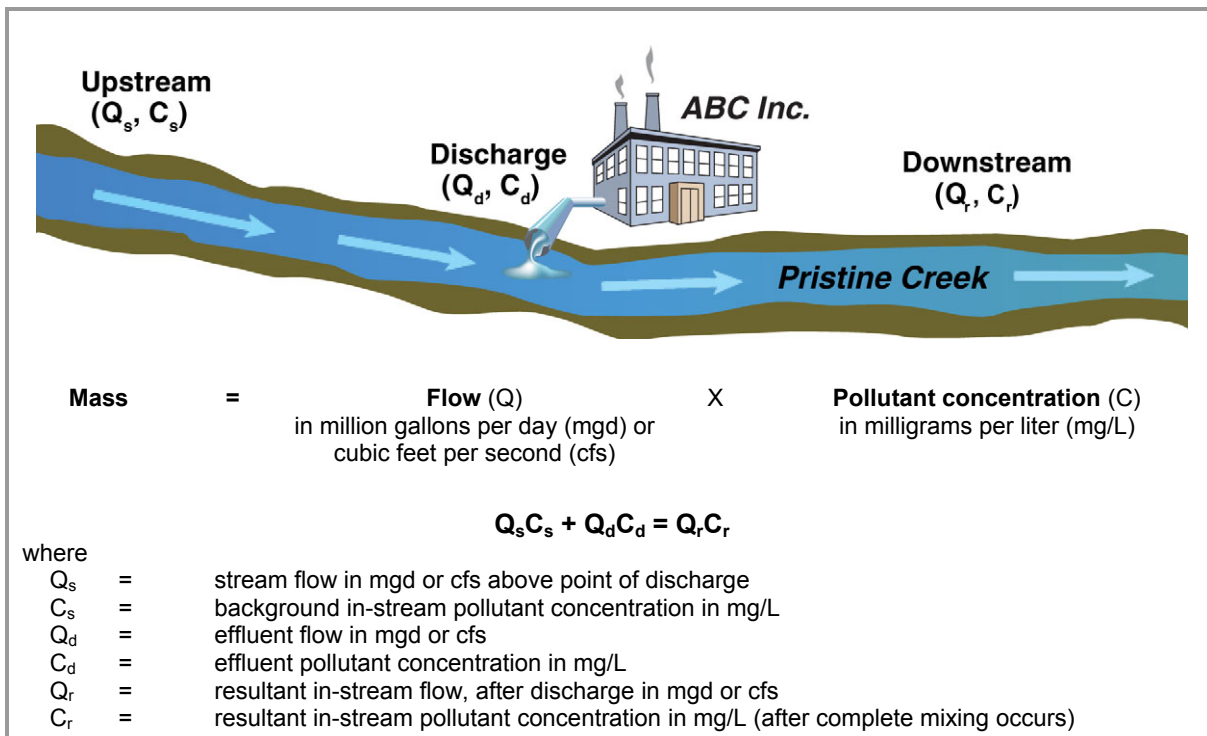 Upstream
(Qs, Cs)
ABC Inc.
Discharge
(Qd, Cd)
Downstream
(Qr, Cr)
Pristine Creek
Mass = Flow (Q) X Pollutant concentration (C)
in million gallons per day (mgd) or in milligrams per liter (mg/L)
cubic feet per second (cfs)
QsCs + QdCd = QrCr
where
Qs = stream flow in mgd or cfs above point of discharge
Cs = background in-stream pollutant concentration in mg/L
Qd = effluent flow in mgd or cfs
Cd = effluent pollutant concentration in mg/L
Qr = resultant in-stream flow, after discharge in mgd or cfs
Cr = resultant in-stream pollutant concentration in mg/L (after complete mixing occurs)